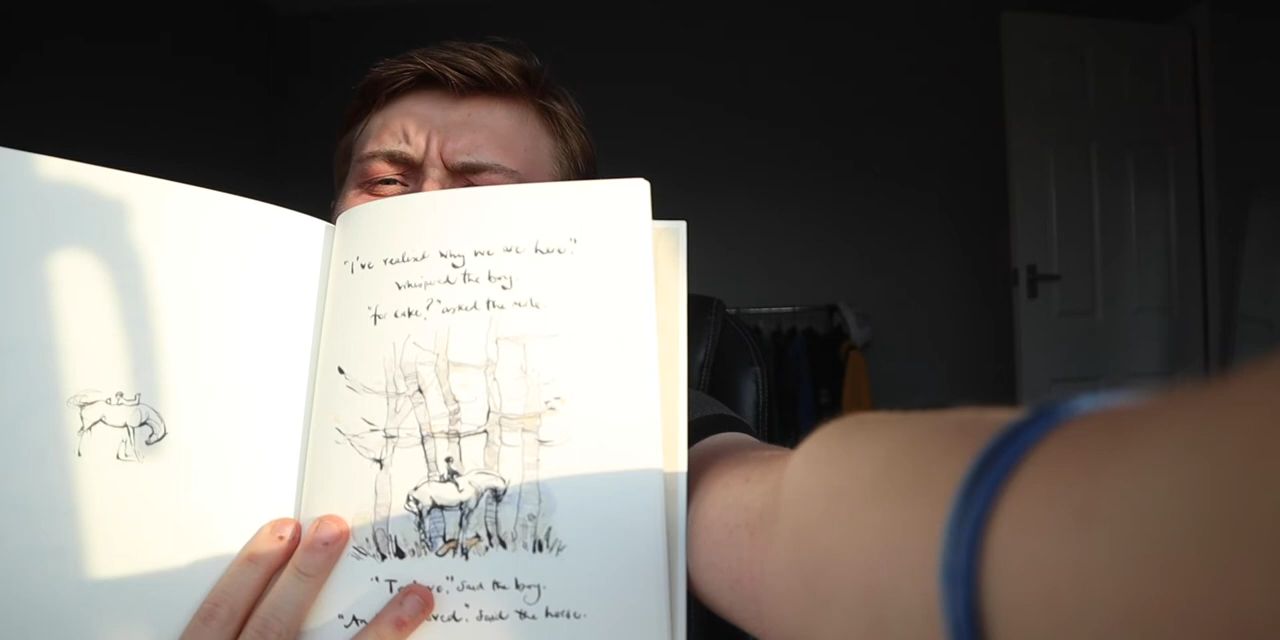 "I've realised why we are here."
whispered the boy.
"for cake?" asked the mole.
"To" said the boy.
said the horse.